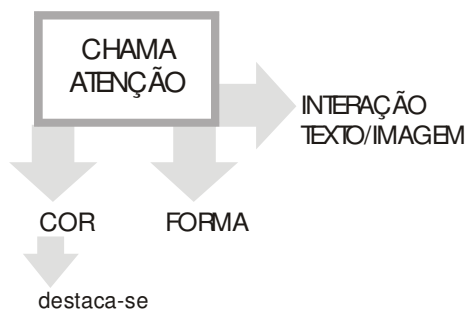 CHAMA
ATENÇÃO
INTERAÇÃO
TEXTO/IMAGEM
COR
FORMA
destaca-se